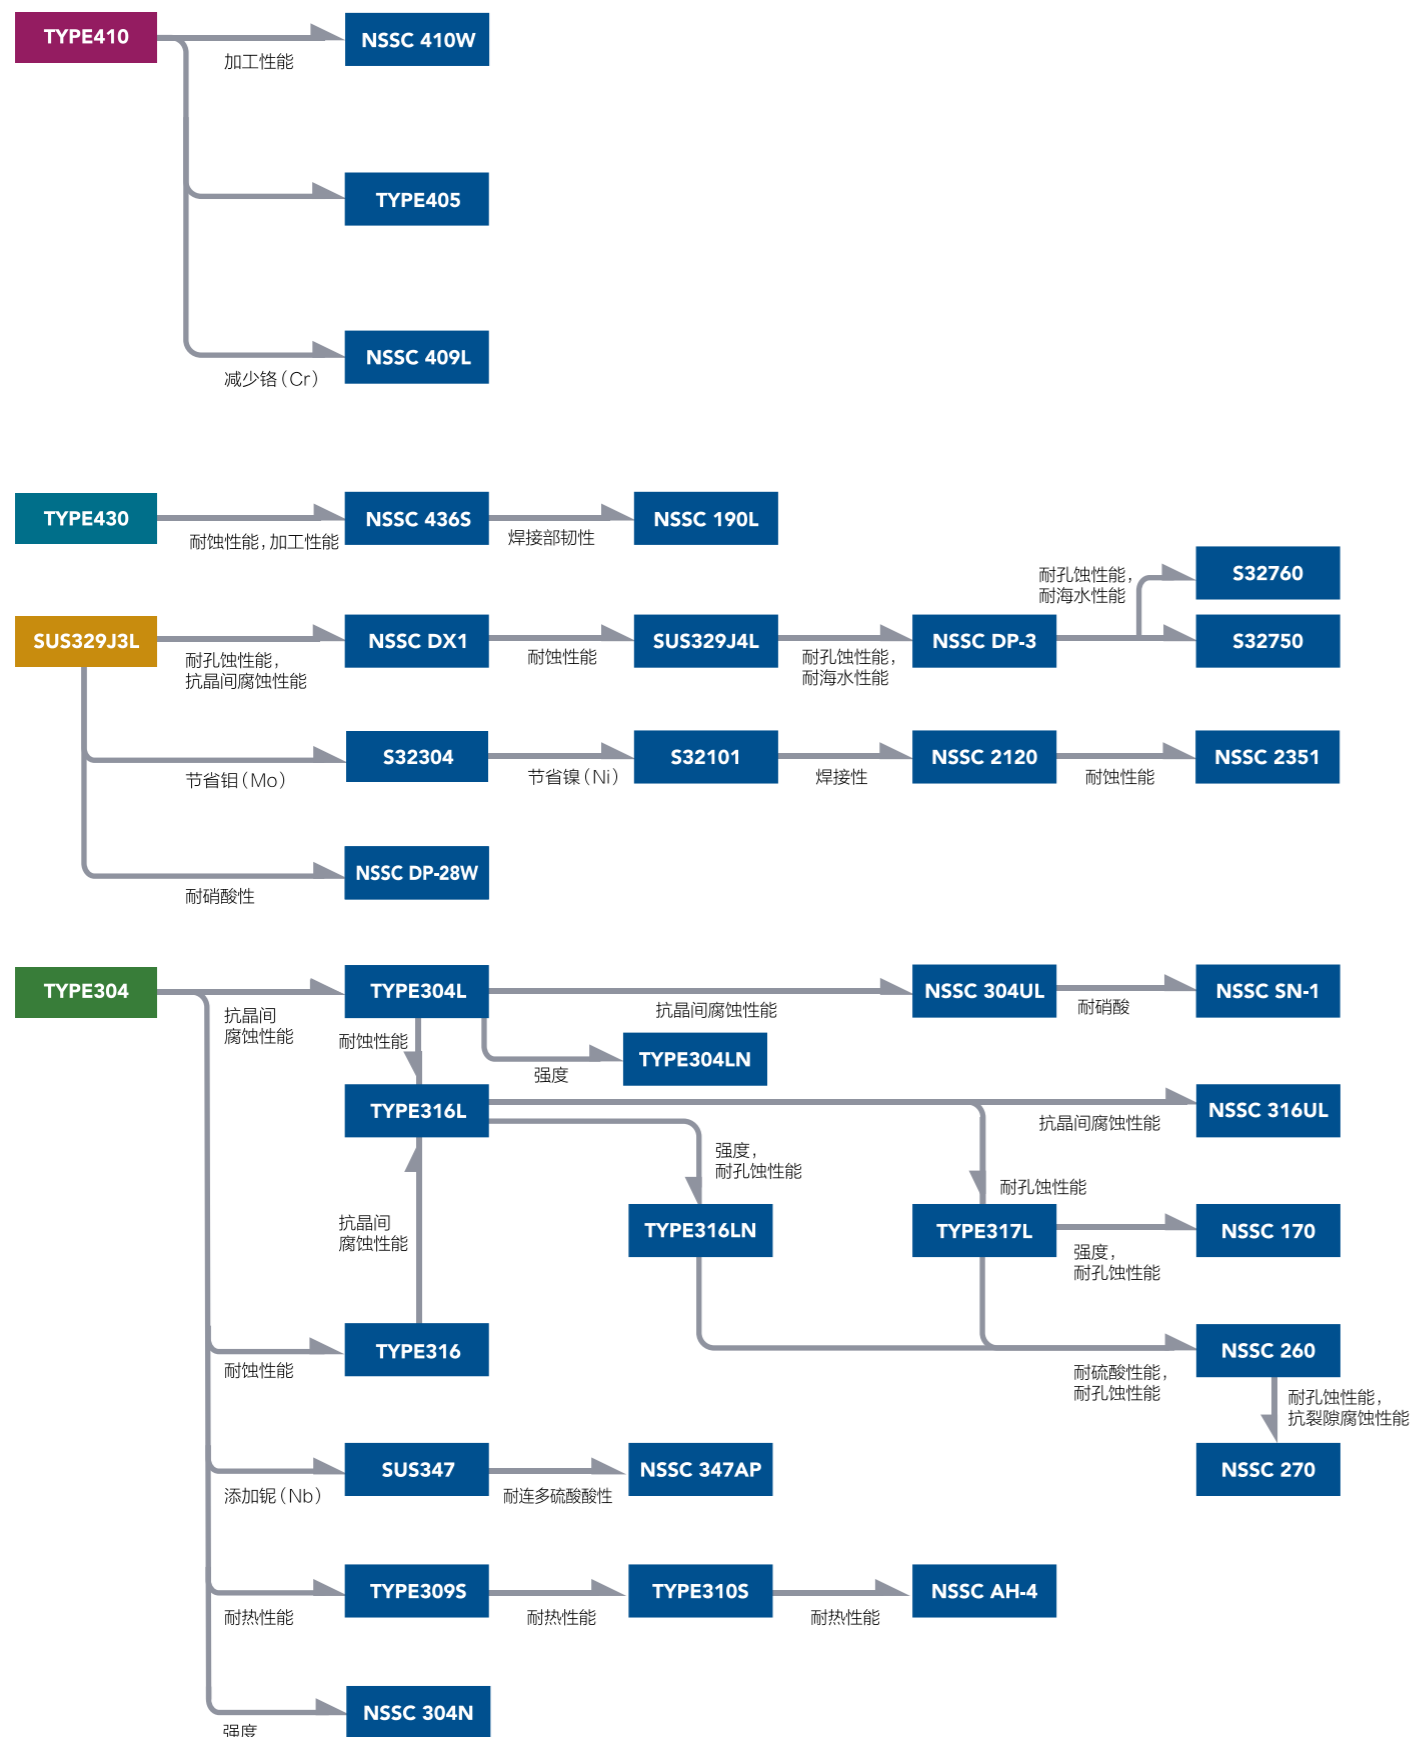 TYPE410
NSSC 410W
加工性能
TYPE405
NSSC 409L
减少铬（Cr）
TYPE430
NSSC 436S
NSSC 190L
耐蚀性能，加工性能
焊接部韧性
S32760
耐孔蚀性能，
耐海水性能
SUS329J3L
NSSC DX1
SUS329J4L
NSSC DP-3
S32750
耐孔蚀性能，
抗晶间腐蚀性能
耐蚀性能
耐孔蚀性能，
耐海水性能
S32304
S32101
NSSC 2120
NSSC 2351
节省钼（Mo）
节省镍（Ni）
焊接性
耐蚀性能
NSSC DP-28W
耐硝酸性
TYPE304
TYPE304L
NSSC 304UL
NSSC SN-1
抗晶间
腐蚀性能
抗晶间腐蚀性能
耐硝酸
耐蚀性能
TYPE304LN
强度
TYPE316L
NSSC 316UL
抗晶间腐蚀性能
强度，
耐孔蚀性能
耐孔蚀性能
抗晶间
腐蚀性能
TYPE316LN
TYPE317L
NSSC 170
强度，
耐孔蚀性能
TYPE316
NSSC 260
耐蚀性能
耐硫酸性能，
耐孔蚀性能
耐孔蚀性能，
抗裂隙腐蚀性能
SUS347
NSSC 347AP
NSSC 270
添加铌（Nb）
耐连多硫酸酸性
TYPE309S
TYPE310S
NSSC AH-4
耐热性能
耐热性能
耐热性能
NSSC 304N
强度